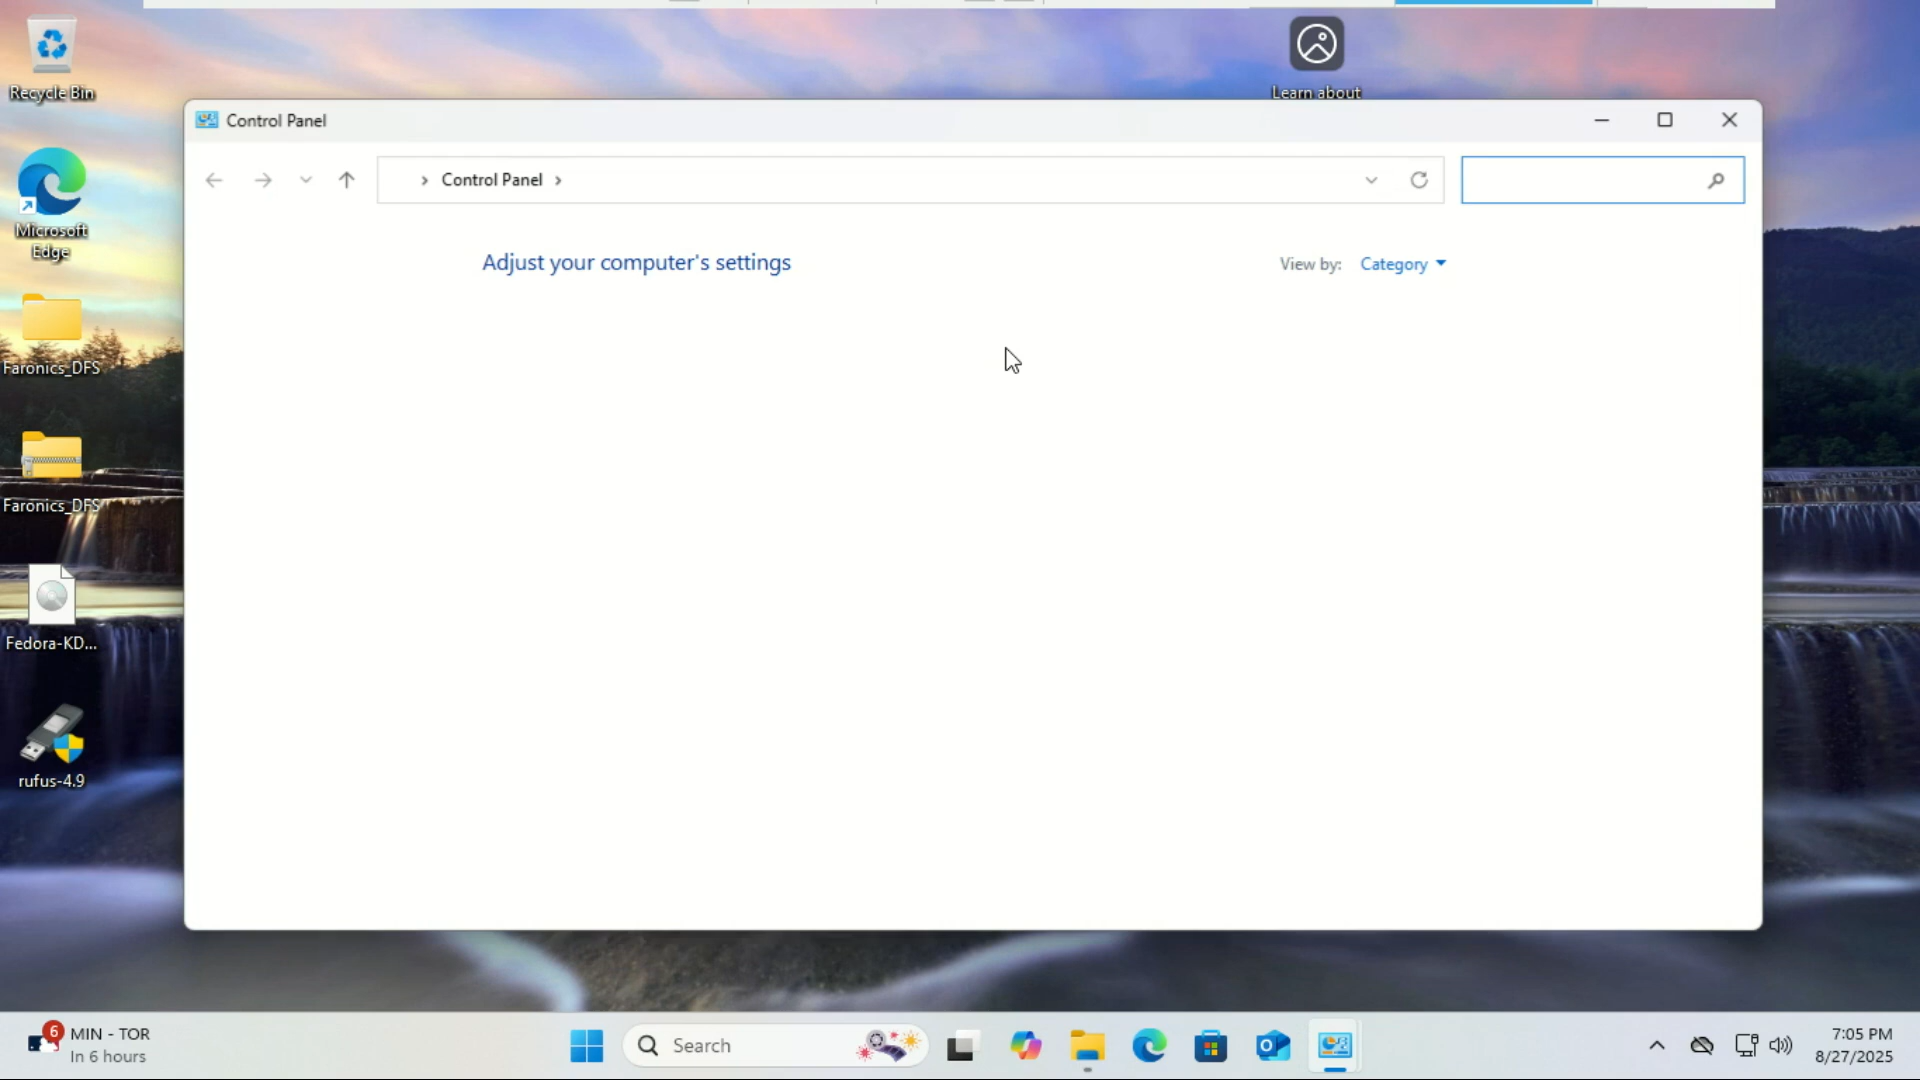 Recycle Bin
Learn about
Control Panel
Control Panel
Microsoft
Edge
Adjust your computer's settings
View by:
Category
Faronics_DFS
Faronics_DFS
Fedora-KD...
rufus-4.9
6
MIN - TOR
In 6 hours
Search
7:05 PM
8/27/2025